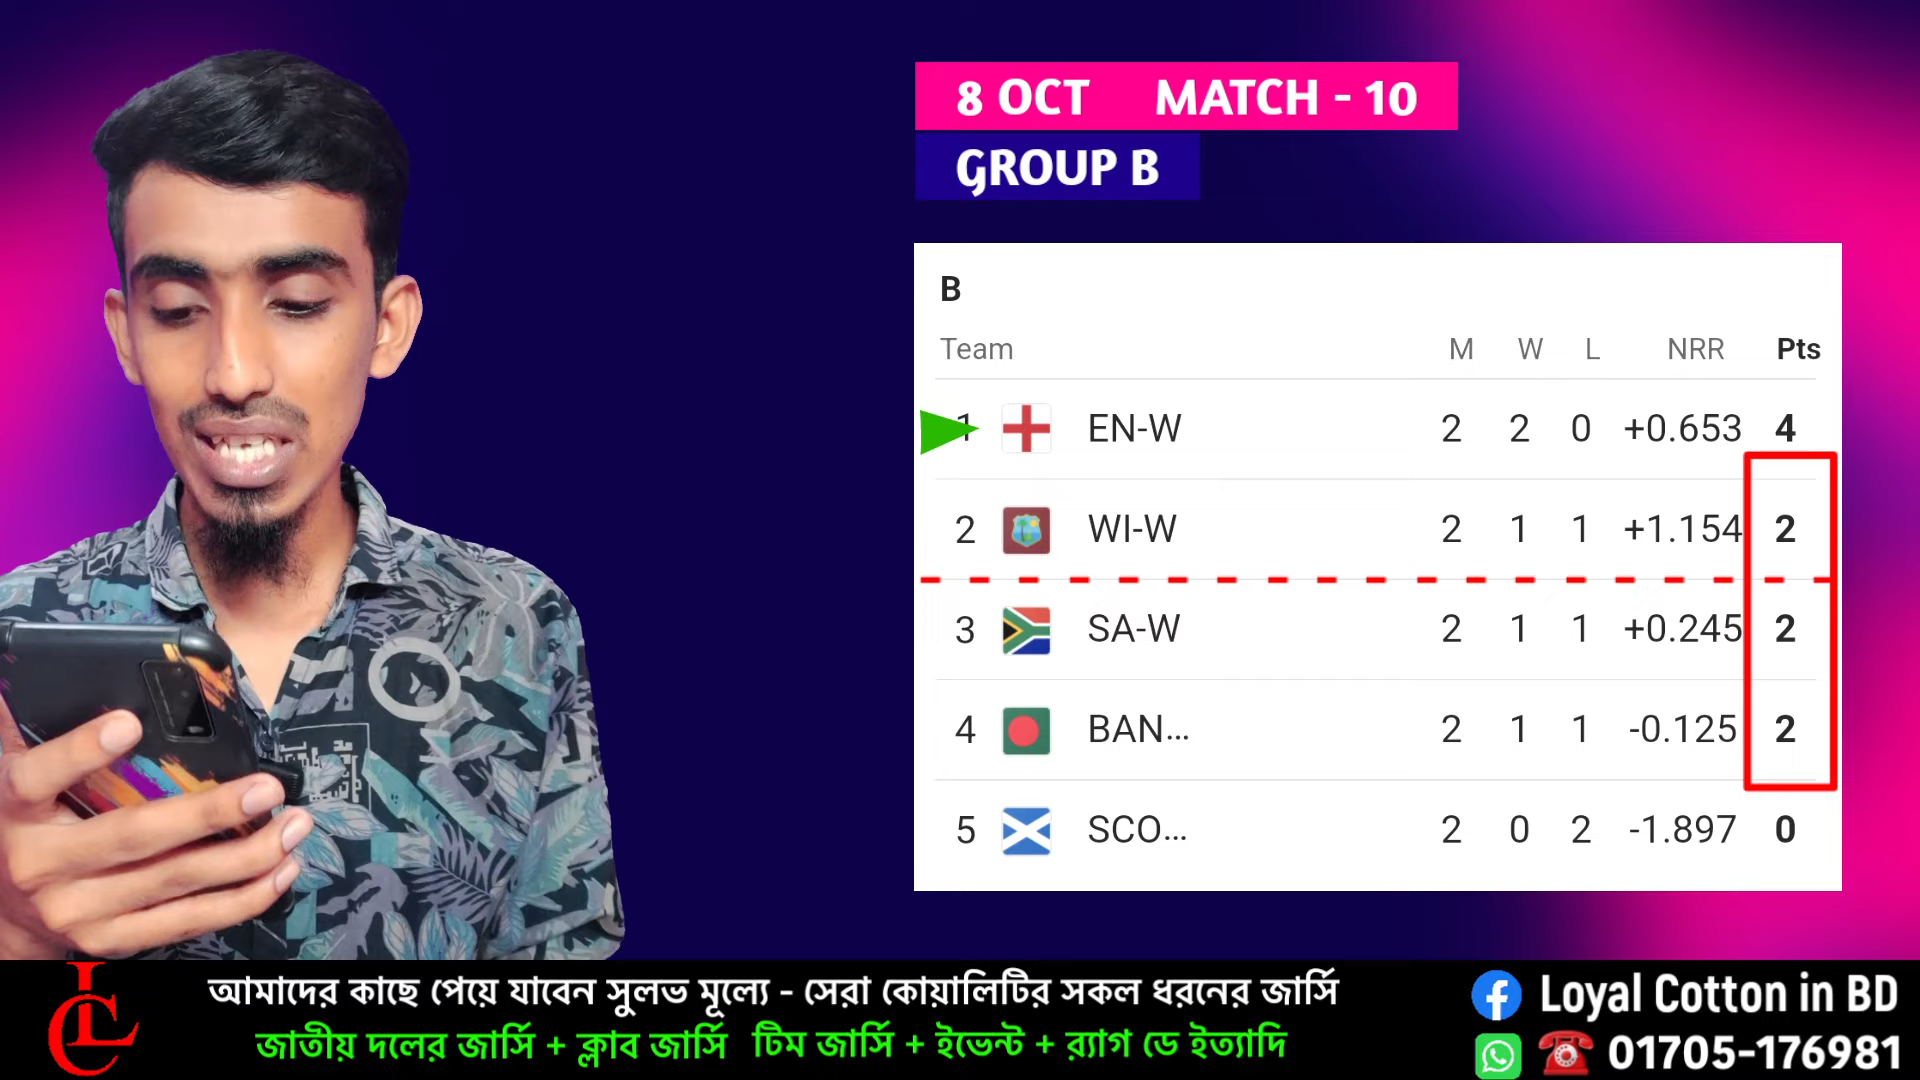 8 OCT MATCH - 10
GROUP B
B
Team M W L NRR Pts
1 EN-W 2 2 0 +0.653 4
2 WI-W 2 1 1 +1.154 2
3 SA-W 2 1 1 +0.245 2
4 BAN... 2 1 1 -0.125 2
5 SCO... 2 0 2 -1.897 0
আমাদের কাছে পেয়ে যাবেন সুলভ মূল্যে - সেরা কোয়ালিটির সকল ধরনের জার্সি
জাতীয় দলের জার্সি + ক্লাব জার্সি টিম জার্সি + ইভেন্ট + র‍্যাগ ডে ইত্যাদি
LC
Loyal Cotton in BD
01705-176981